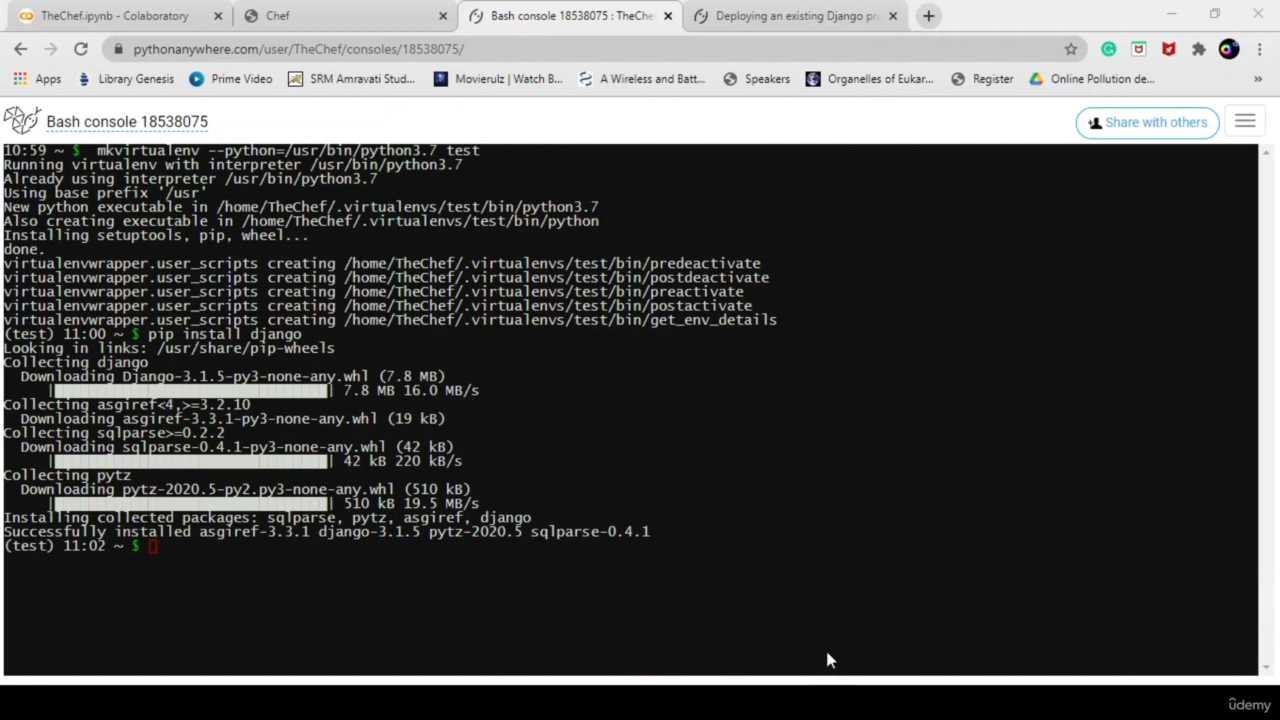 TheChef.ipynb - Colaboratory
Chef
Bash console 18538075 : TheChe
Deploying an existing Django pr
pythonanywhere.com/user/TheChef/consoles/18538075/
Apps
Library Genesis
Prime Video
SRM Amravati Stud...
Movierulz | Watch B...
A Wireless and Batt...
Speakers
Organelles of Eukar...
Register
Online Pollution de...
»
Bash console 18538075
Share with others
10:59 ~ $  mkvirtualenv --python=/usr/bin/python3.7 test
Running virtualenv with interpreter /usr/bin/python3.7
Already using interpreter /usr/bin/python3.7
Using base prefix '/usr'
New python executable in /home/TheChef/.virtualenvs/test/bin/python3.7
Also creating executable in /home/TheChef/.virtualenvs/test/bin/python
Installing setuptools, pip, wheel...
done.
virtualenvwrapper.user_scripts creating /home/TheChef/.virtualenvs/test/bin/predeactivate
virtualenvwrapper.user_scripts creating /home/TheChef/.virtualenvs/test/bin/postdeactivate
virtualenvwrapper.user_scripts creating /home/TheChef/.virtualenvs/test/bin/preactivate
virtualenvwrapper.user_scripts creating /home/TheChef/.virtualenvs/test/bin/postactivate
virtualenvwrapper.user_scripts creating /home/TheChef/.virtualenvs/test/bin/get_env_details
(test) 11:00 ~ $ pip install django
Looking in links: /usr/share/pip-wheels
Collecting django
  Downloading Django-3.1.5-py3-none-any.whl (7.8 MB)
     |████████████████████████████████| 7.8 MB 16.0 MB/s
Collecting asgiref<4,>=3.2.10
  Downloading asgiref-3.3.1-py3-none-any.whl (19 kB)
Collecting sqlparse>=0.2.2
  Downloading sqlparse-0.4.1-py3-none-any.whl (42 kB)
     |████████████████████████████████| 42 kB 220 kB/s
Collecting pytz
  Downloading pytz-2020.5-py2.py3-none-any.whl (510 kB)
     |████████████████████████████████| 510 kB 19.5 MB/s
Installing collected packages: sqlparse, pytz, asgiref, django
Successfully installed asgiref-3.3.1 django-3.1.5 pytz-2020.5 sqlparse-0.4.1
(test) 11:02 ~ $
ûdemy